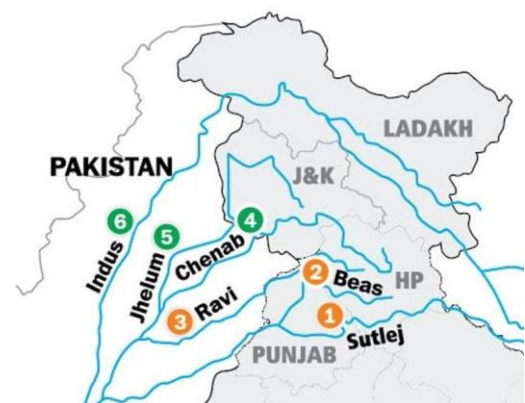 LADAKH
PAKISTAN
J&K
6
5
4
Indus
Jhelum
Chenab
2
Beas
HP
3
Ravi
1
Sutlej
PUNJAB